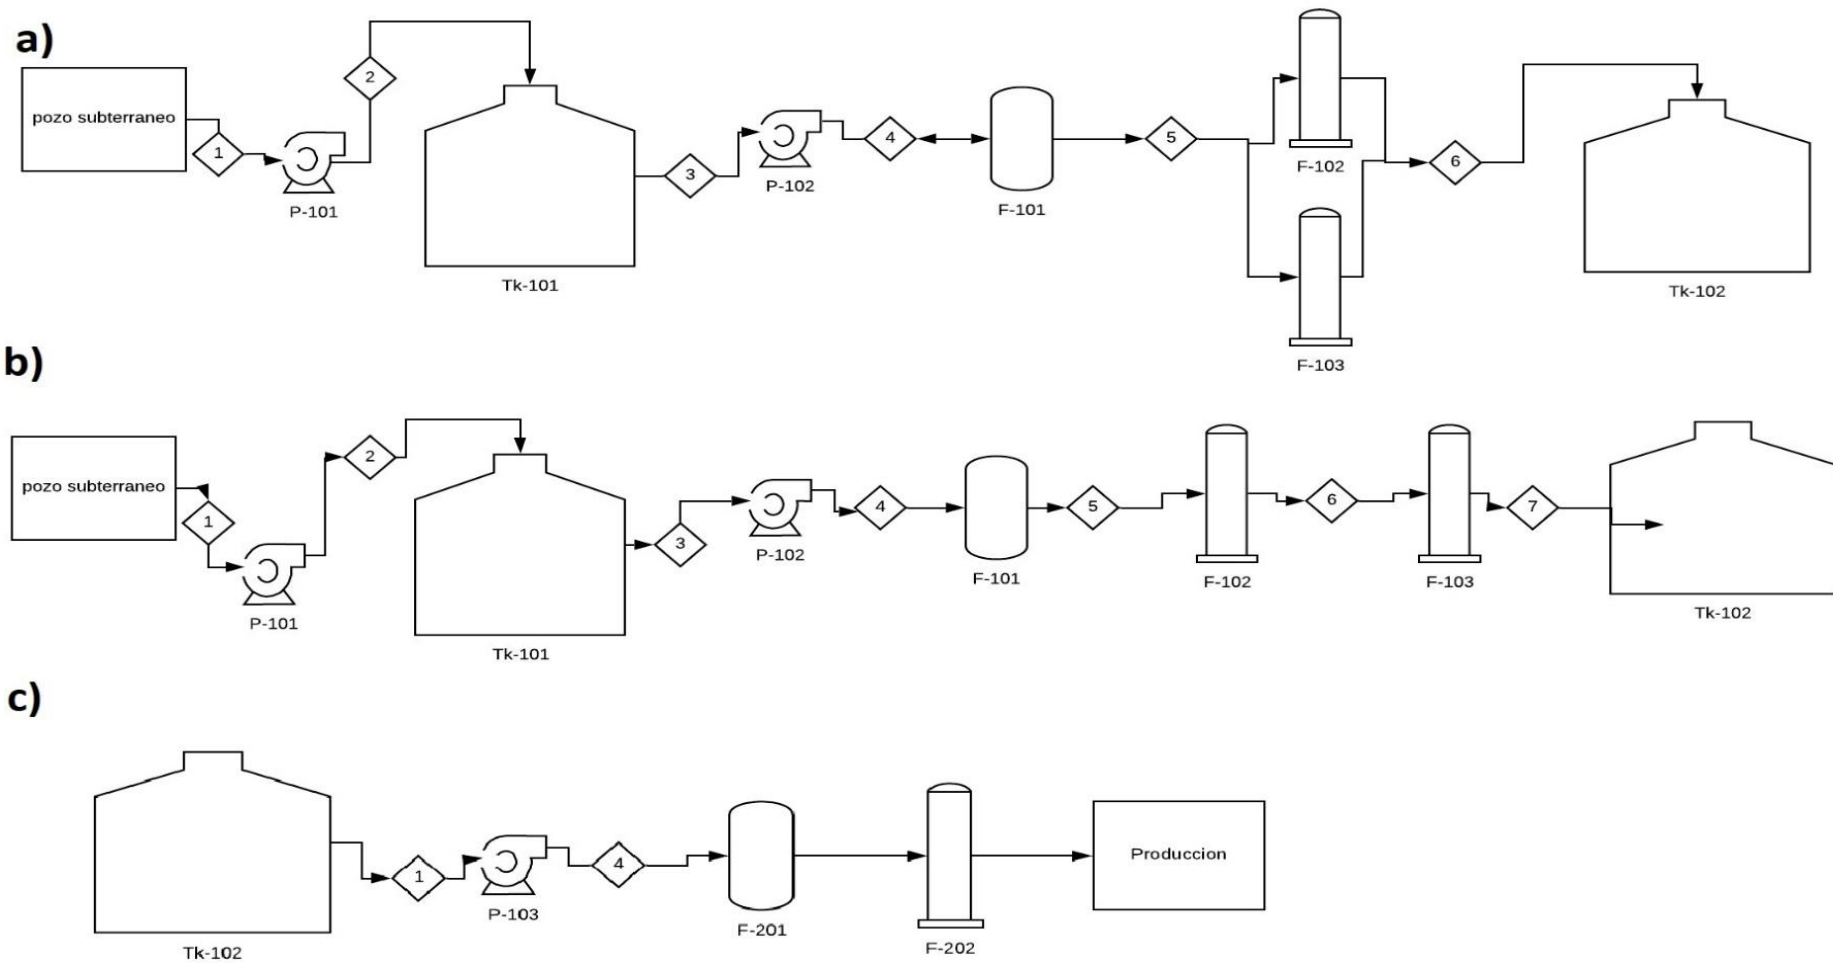 a)
pozo subterraneo
1
P-101
2
Tk-101
3
P-102
4
F-101
5
F-102
F-103
6
Tk-102
b)
pozo subterraneo
1
P-101
2
Tk-101
3
P-102
4
F-101
5
F-102
6
F-103
7
Tk-102
c)
Tk-102
1
P-103
4
F-201
F-202
Produccion